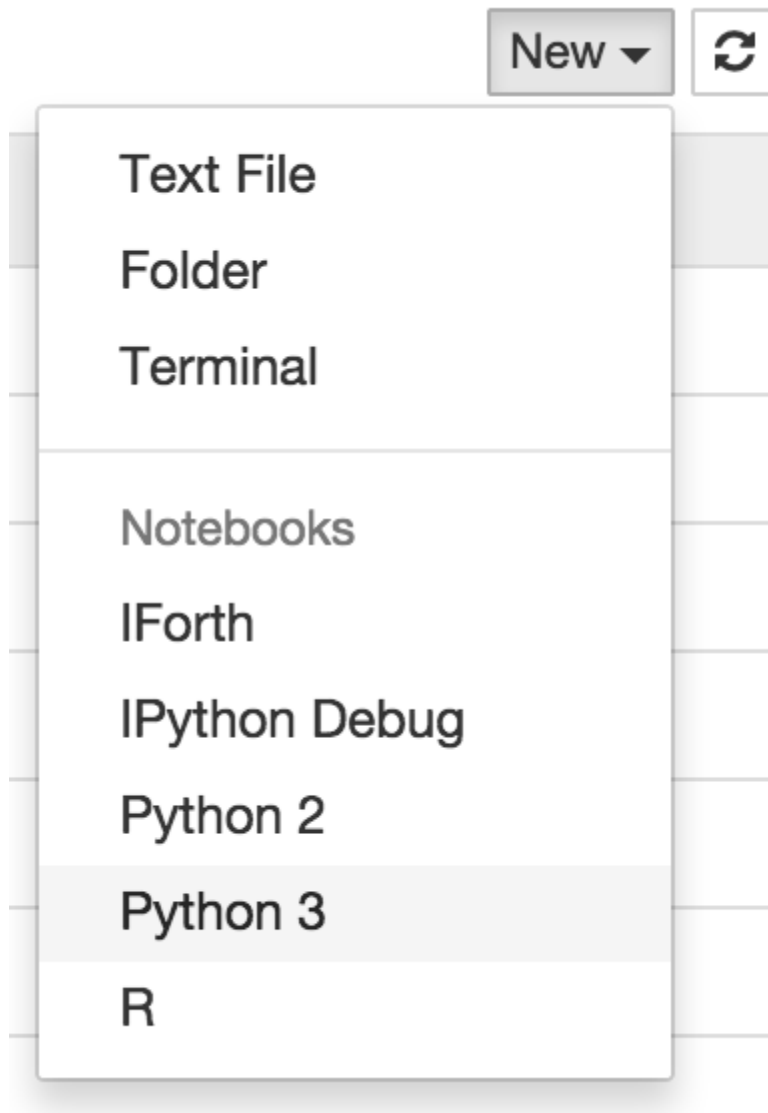 New
Text File
Folder
Terminal
Notebooks
IForth
IPython Debug
Python 2
Python 3
R